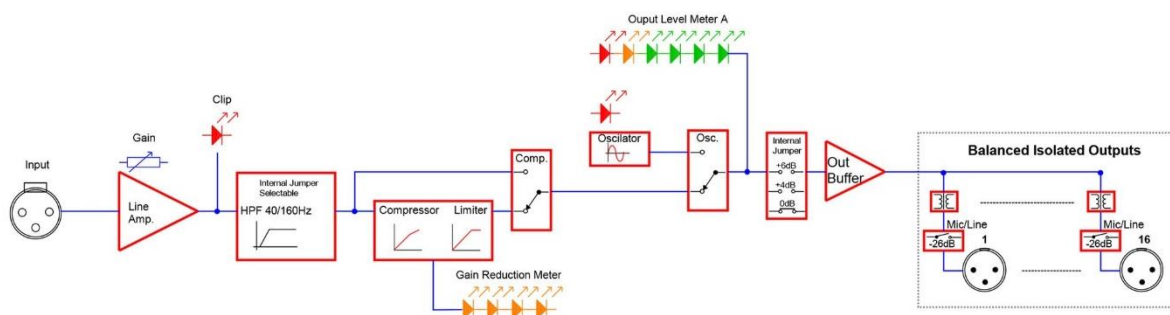 Ouput Level Meter A
Clip
Gain
Input
Line
Amp.
Internal Jumper
Selectable
HPF 40/160Hz
Compressor Limiter
Gain Reduction Meter
Comp.
Oscilator
Osc.
Internal
Jumper
+6dB
+4dB
0dB
Out
Buffer
Balanced Isolated Outputs
Mic/Line
-26dB
1
Mic/Line
-26dB
16